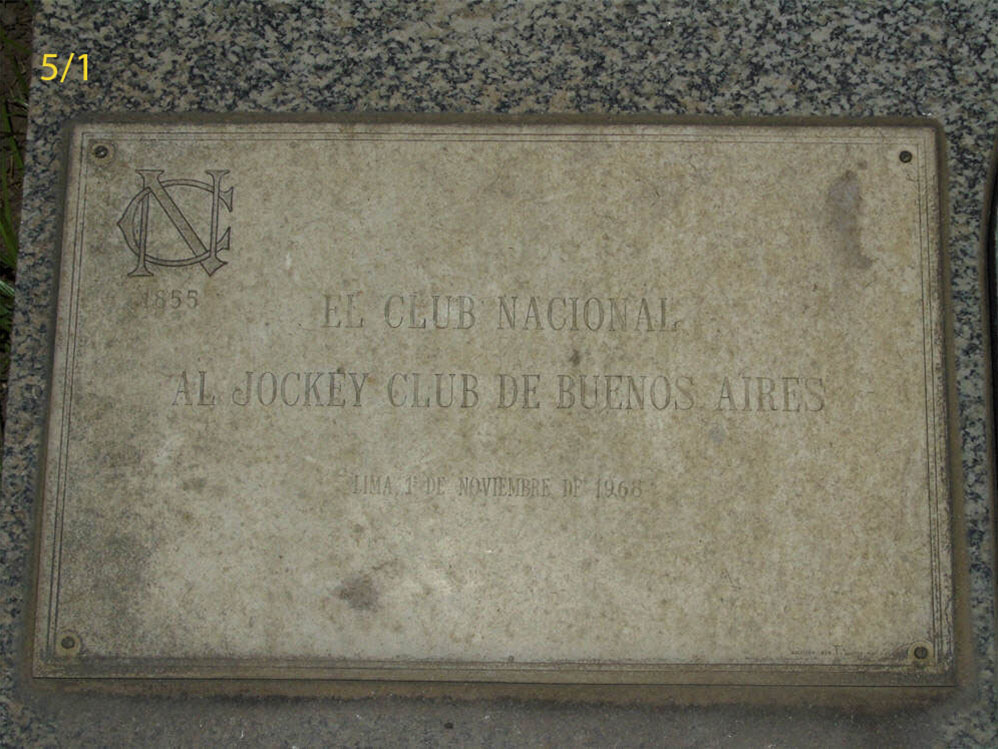 5/1
NC
1855
EL CLUB NACIONAL
AL JOCKEY CLUB DE BUENOS AIRES
LIMA, 1º DE NOVIEMBRE DE 1968